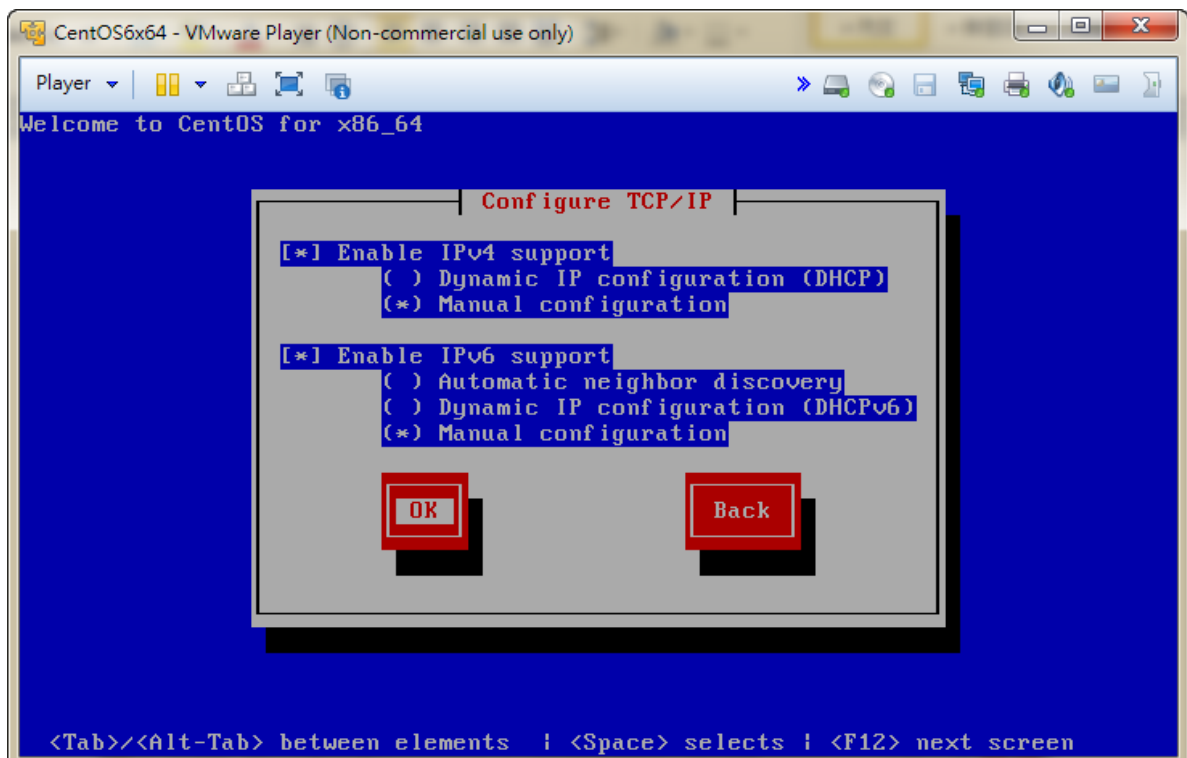 CentOS6x64 - VMware Player (Non-commercial use only)
Player
Welcome to CentOS for x86_64
Configure TCP/IP
[*] Enable IPv4 support
( ) Dynamic IP configuration (DHCP)
(*) Manual configuration
[*] Enable IPv6 support
( ) Automatic neighbor discovery
( ) Dynamic IP configuration (DHCPv6)
(*) Manual configuration
OK Back
<Tab>/<Alt-Tab> between elements | <Space> selects | <F12> next screen